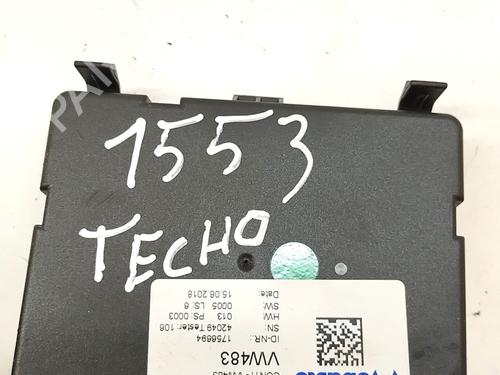 1553
TECHO
Date: 15.08.2018
SW: 0005 LS: 6
HW: 013 PS: 0003
SN: 42049 Tester: 106
ID-NR.: 1756894
VW483